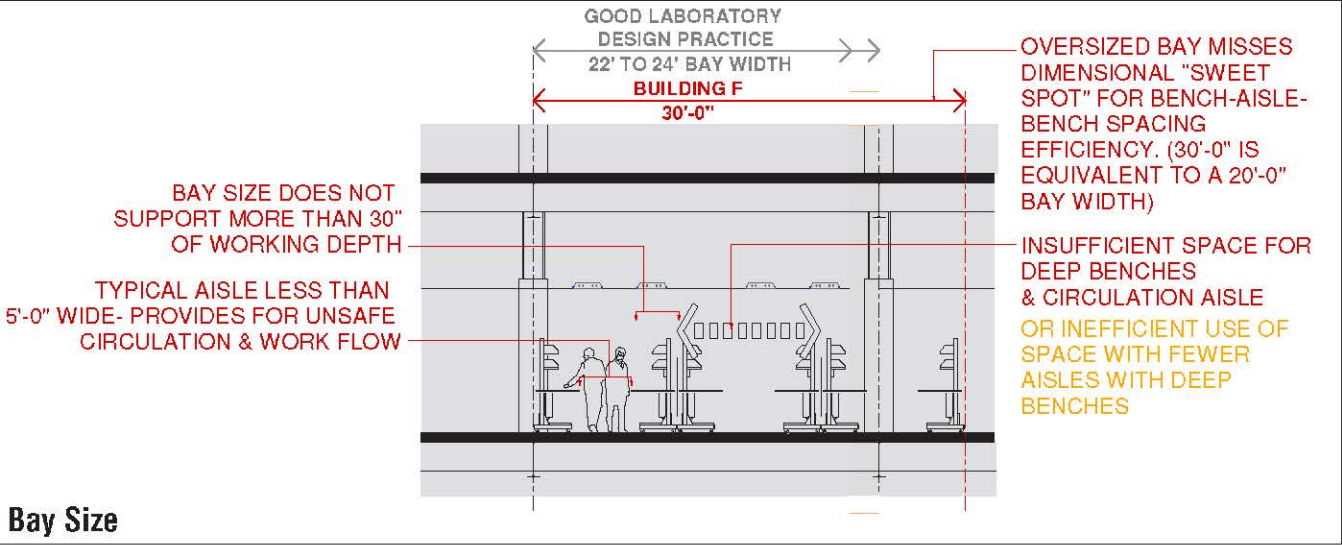 GOOD LABORATORY
DESIGN PRACTICE
22' TO 24' BAY WIDTH
BUILDING F
30'-0"
OVERSIZED BAY MISSES
DIMENSIONAL "SWEET
SPOT" FOR BENCH-AISLE-
BENCH SPACING
EFFICIENCY. (30'-0" IS
EQUIVALENT TO A 20'-0"
BAY WIDTH)
BAY SIZE DOES NOT
SUPPORT MORE THAN 30"
OF WORKING DEPTH
INSUFFICIENT SPACE FOR
DEEP BENCHES
& CIRCULATION AISLE
OR INEFFICIENT USE OF
SPACE WITH FEWER
AISLES WITH DEEP
BENCHES
TYPICAL AISLE LESS THAN
5'-0" WIDE- PROVIDES FOR UNSAFE
CIRCULATION & WORK FLOW
Bay Size